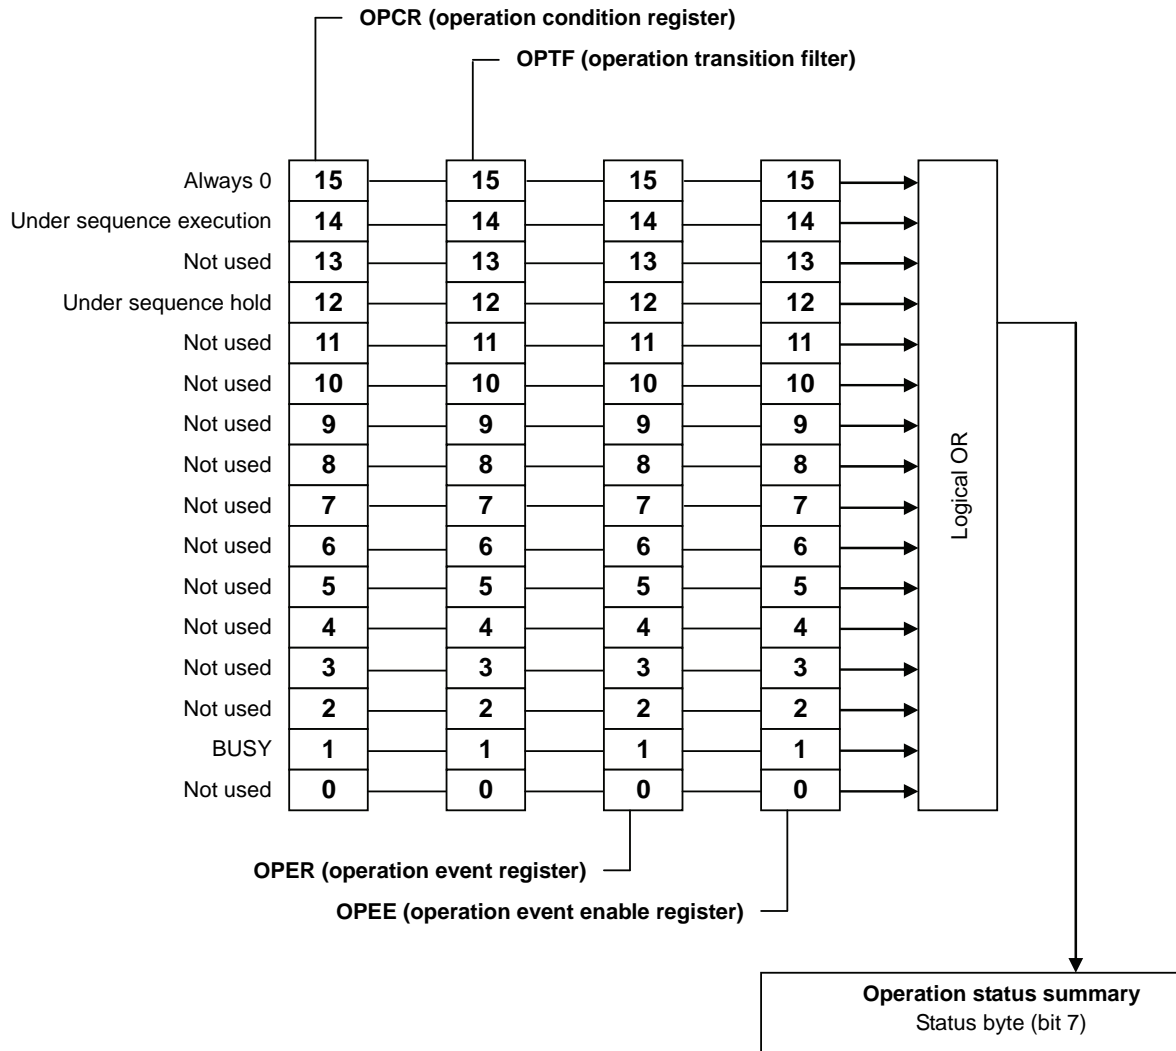 OPCR (operation condition register)
OPTF (operation transition filter)
Always 0 15 15 15 15
Under sequence execution 14 14 14 14
Not used 13 13 13 13
Under sequence hold 12 12 12 12
Not used 11 11 11 11
Not used 10 10 10 10
Not used 9 9 9 9
Not used 8 8 8 8
Not used 7 7 7 7
Not used 6 6 6 6
Not used 5 5 5 5
Not used 4 4 4 4
Not used 3 3 3 3
Not used 2 2 2 2
BUSY 1 1 1 1
Not used 0 0 0 0
Logical OR
OPER (operation event register)
OPEE (operation event enable register)
Operation status summary
Status byte (bit 7)